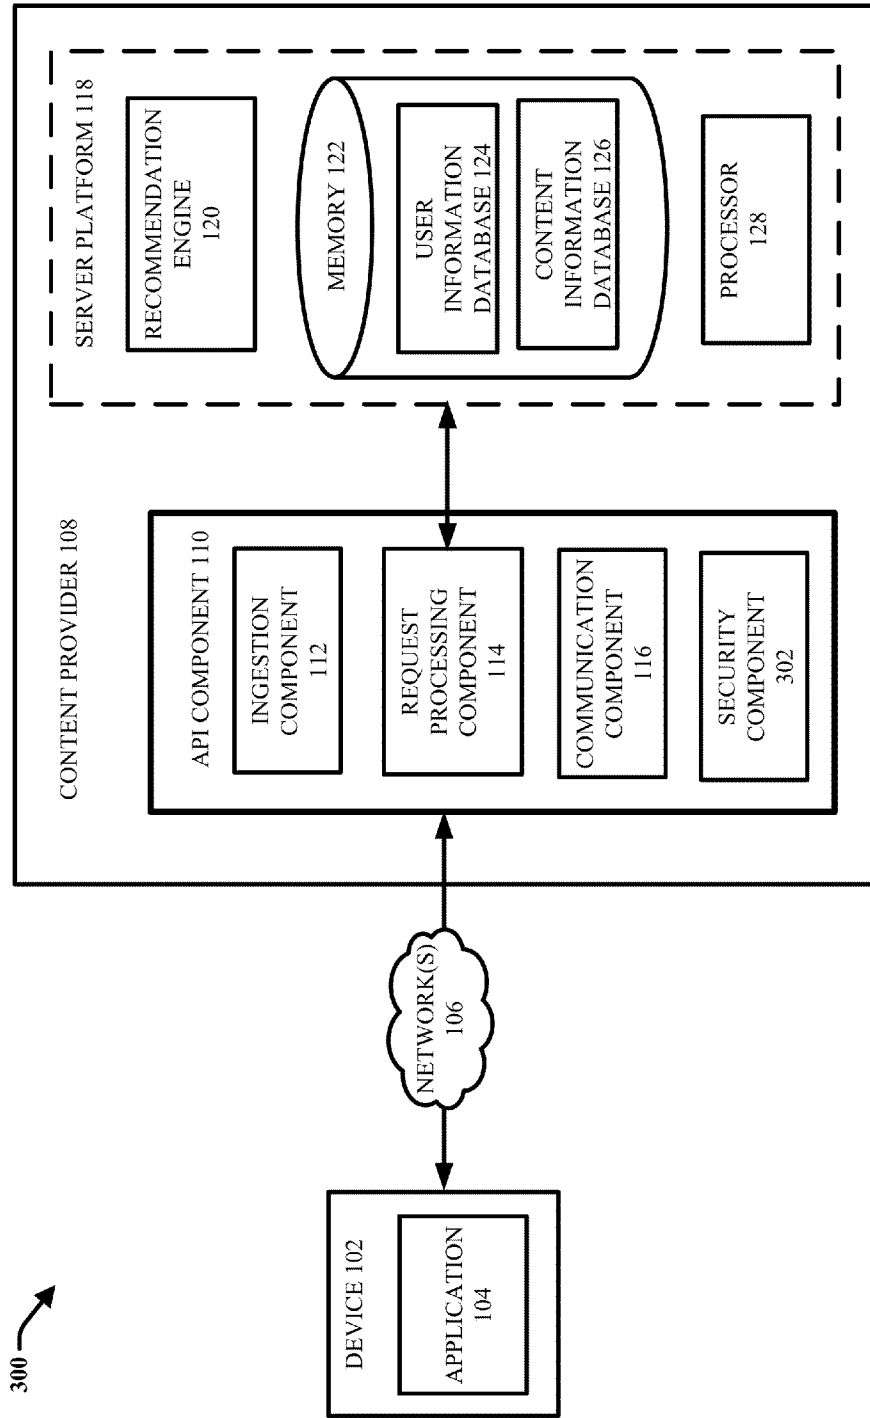 300
DEVICE 102
APPLICATION
104
NETWORK(S)
106
CONTENT PROVIDER 108
API COMPONENT 110
INGESTION
COMPONENT
112
REQUEST
PROCESSING
COMPONENT
114
COMMUNICATION
COMPONENT
116
SECURITY
COMPONENT
302
SERVER PLATFORM 118
RECOMMENDATION
ENGINE
120
MEMORY 122
USER
INFORMATION
DATABASE 124
CONTENT
INFORMATION
DATABASE 126
PROCESSOR
128